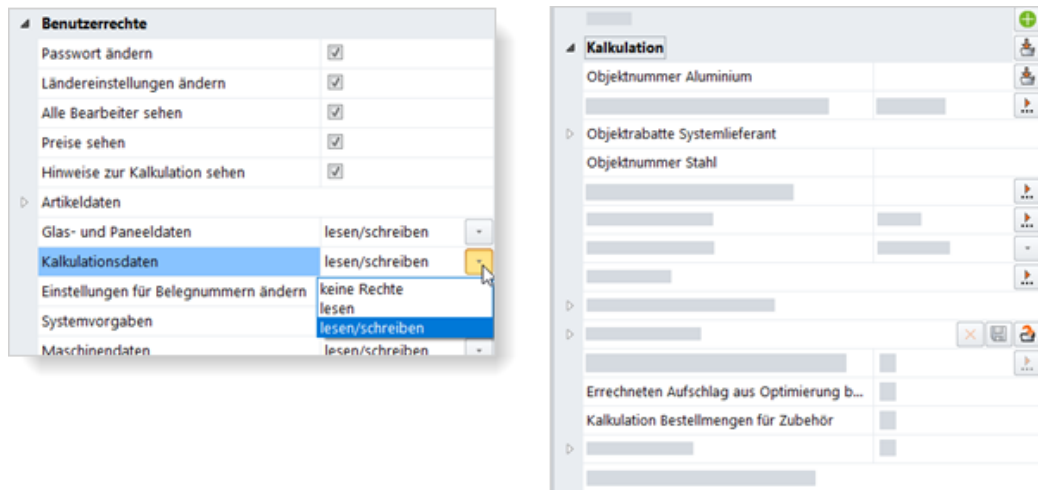 Benutzerrechte
Passwort ändern
Ländereinstellungen ändern
Alle Bearbeiter sehen
Preise sehen
Hinweise zur Kalkulation sehen
Artikeldaten
Glas- und Paneeldaten lesen/schreiben
Kalkulationsdaten lesen/schreiben
Einstellungen für Belegnummern ändern keine Rechte
lesen
Systemvorgaben lesen/schreiben
Maschinendaten lesen/schreiben
Kalkulation
Objektnummer Aluminium
Objektrabatte Systemlieferant
Objektnummer Stahl
Errechneten Aufschlag aus Optimierung b...
Kalkulation Bestellmengen für Zubehör